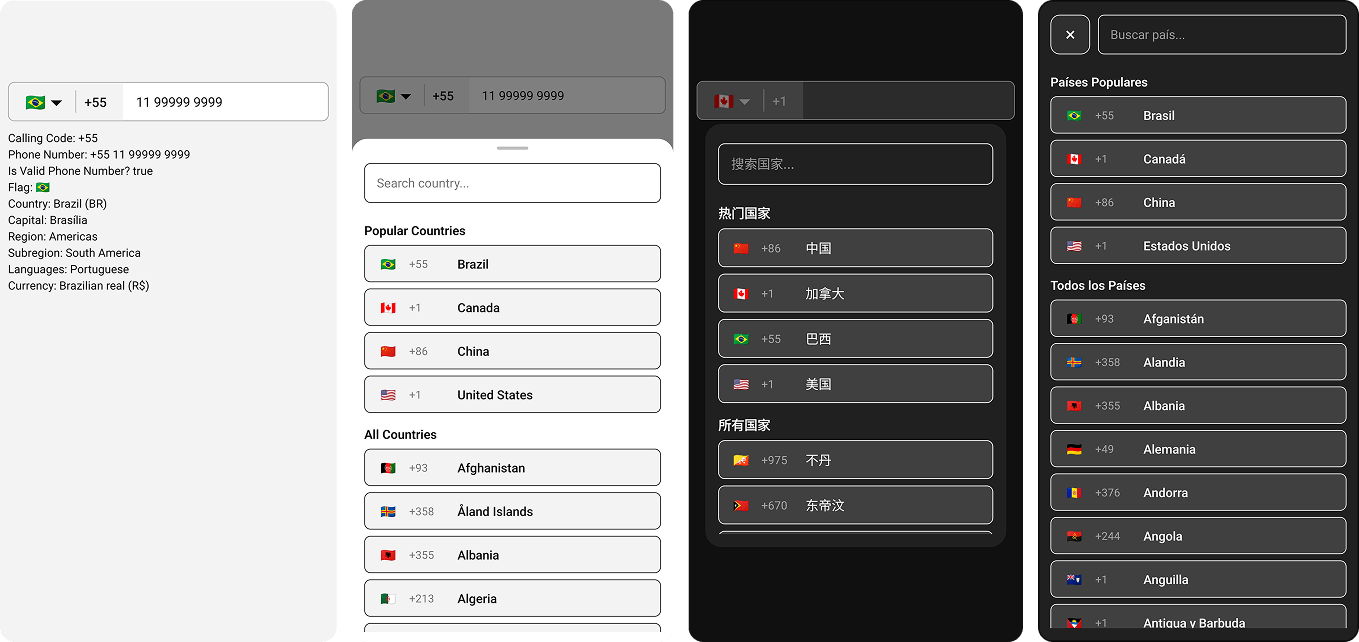 +55 11 99999 9999
Calling Code: +55
Phone Number: +55 11 99999 9999
Is Valid Phone Number? true
Flag: 🇧🇷
Country: Brazil (BR)
Capital: Brasília
Region: Americas
Subregion: South America
Languages: Portuguese
Currency: Brazilian real (R$)
+55 11 99999 9999
Search country...
Popular Countries
+55 Brazil
+1 Canada
+86 China
+1 United States
All Countries
+93 Afghanistan
+358 Åland Islands
+355 Albania
+213 Algeria
+1
搜索国家...
热门国家
+86 中国
+1 加拿大
+55 巴西
+1 美国
所有国家
+975 不丹
+670 东帝汶
× Buscar país...
Países Populares
+55 Brasil
+1 Canadá
+86 China
+1 Estados Unidos
Todos los Países
+93 Afganistán
+358 Alandia
+355 Albania
+49 Alemania
+376 Andorra
+244 Angola
+1 Anguilla
+1 Antigua y Barbuda